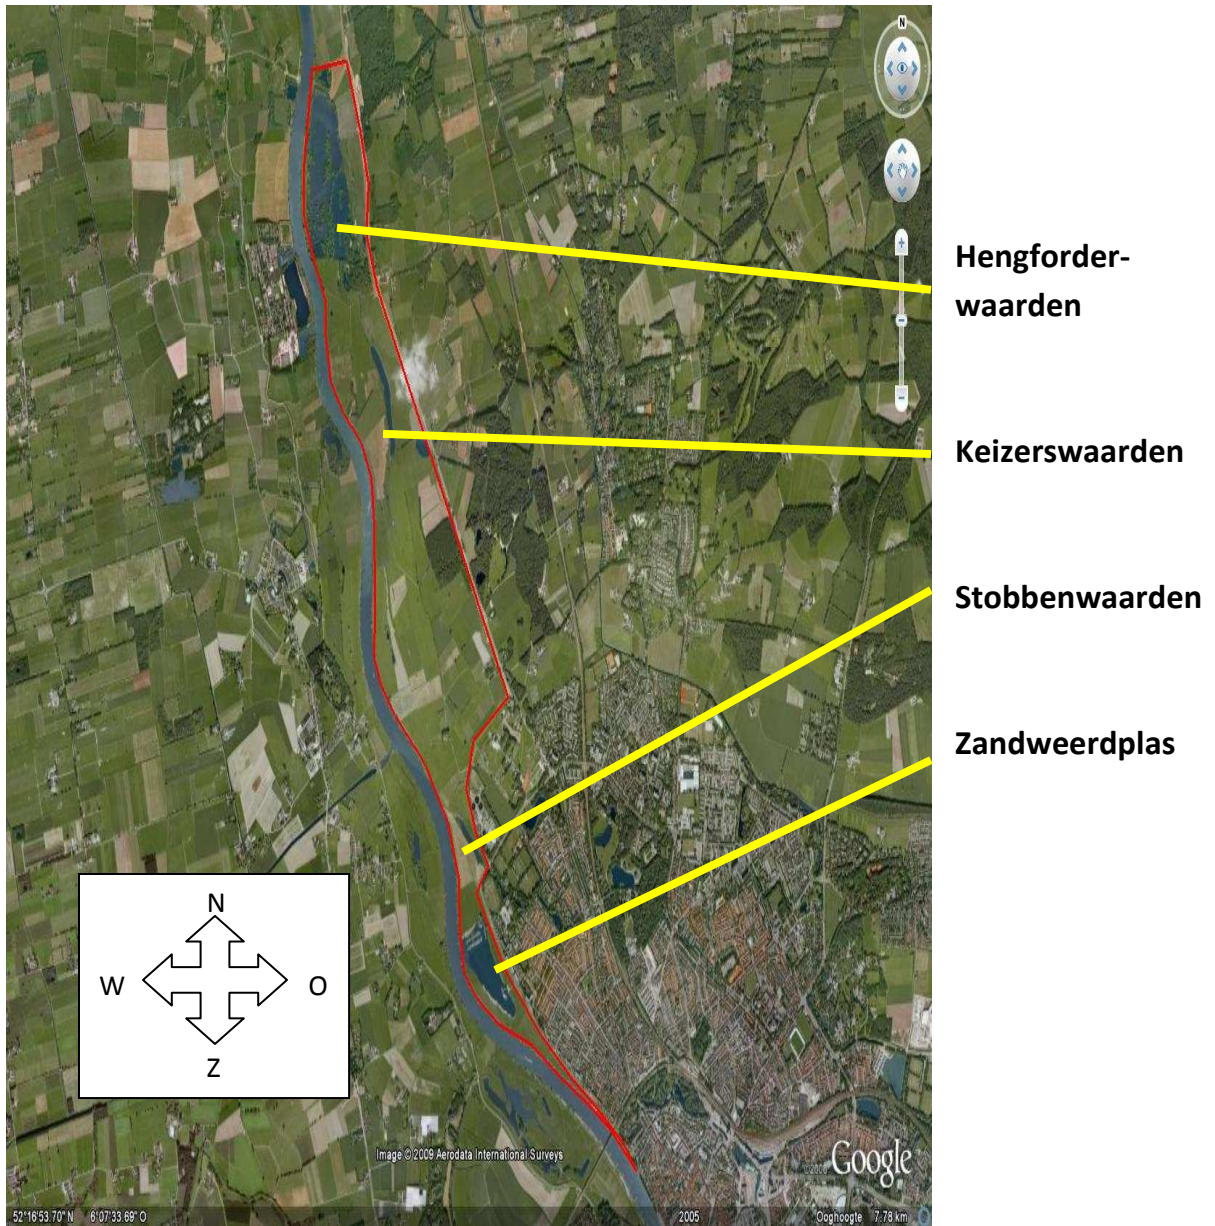 N
Hengforder-
waarden
Keizerswaarden
Stobbenwaarden
Zandweerdplas
N
W O
Z
Image © 2009 Aerodata International Surveys
Google
52°16'53.70" N 6°07'33.69" O 2005 Ooghoogte 7.78 km